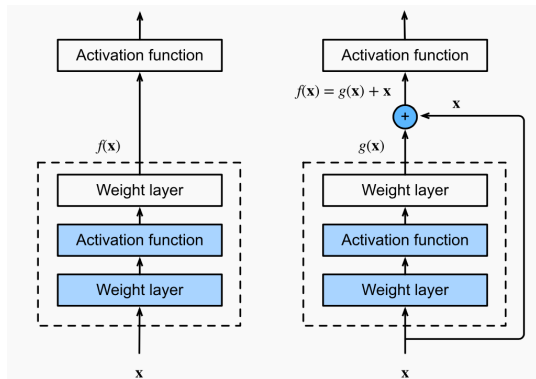 Activation function
f(x)
Weight layer
Activation function
Weight layer
x
Activation function
f(x) = g(x) + x
x
+
g(x)
Weight layer
Activation function
Weight layer
x